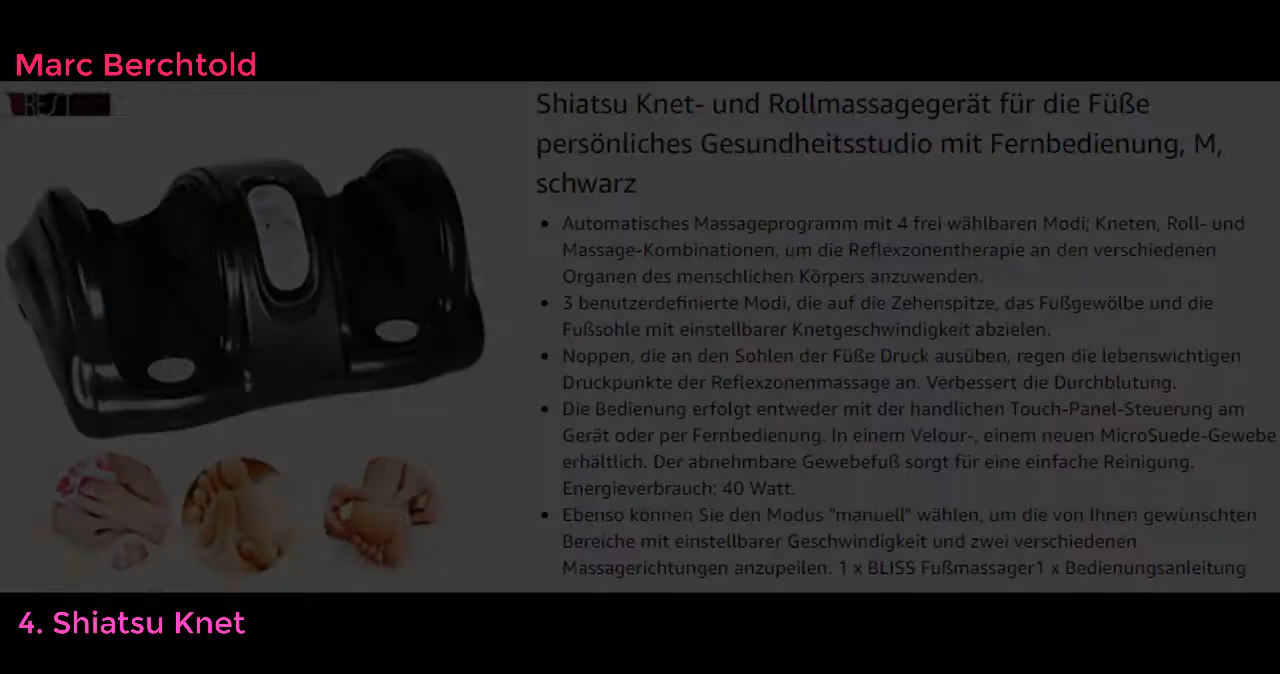 Marc Berchtold
Shiatsu Knet- und Rollmassagegerät für die Füße
persönliches Gesundheitsstudio mit Fernbedienung, M,
schwarz
• Automatisches Massageprogramm mit 4 frei wählbaren Modi; Kneten, Roll- und
Massage-Kombinationen, um die Reflexzonentherapie an den verschiedenen
Organen des menschlichen Körpers anzuwenden.
• 3 benutzerdefinierte Modi, die auf die Zehenspitze, das Fußgewölbe und die
Fußsohle mit einstellbarer Knetgeschwindigkeit abzielen.
• Noppen, die an den Sohlen der Füße Druck ausüben, regen die lebenswichtigen
Druckpunkte der Reflexzonenmassage an. Verbessert die Durchblutung.
• Die Bedienung erfolgt entweder mit der handlichen Touch-Panel-Steuerung am
Gerät oder per Fernbedienung. In einem Velour-, einem neuen MicroSuede-Gewebe
erhältlich. Der abnehmbare Gewebefuß sorgt für eine einfache Reinigung.
Energieverbrauch: 40 Watt.
• Ebenso können Sie den Modus "manuell" wählen, um die von Ihnen gewünschten
Bereiche mit einstellbarer Geschwindigkeit und zwei verschiedenen
Massagerichtungen anzupeilen. 1 x BLISS Fußmassager1 x Bedienungsanleitung
4. Shiatsu Knet